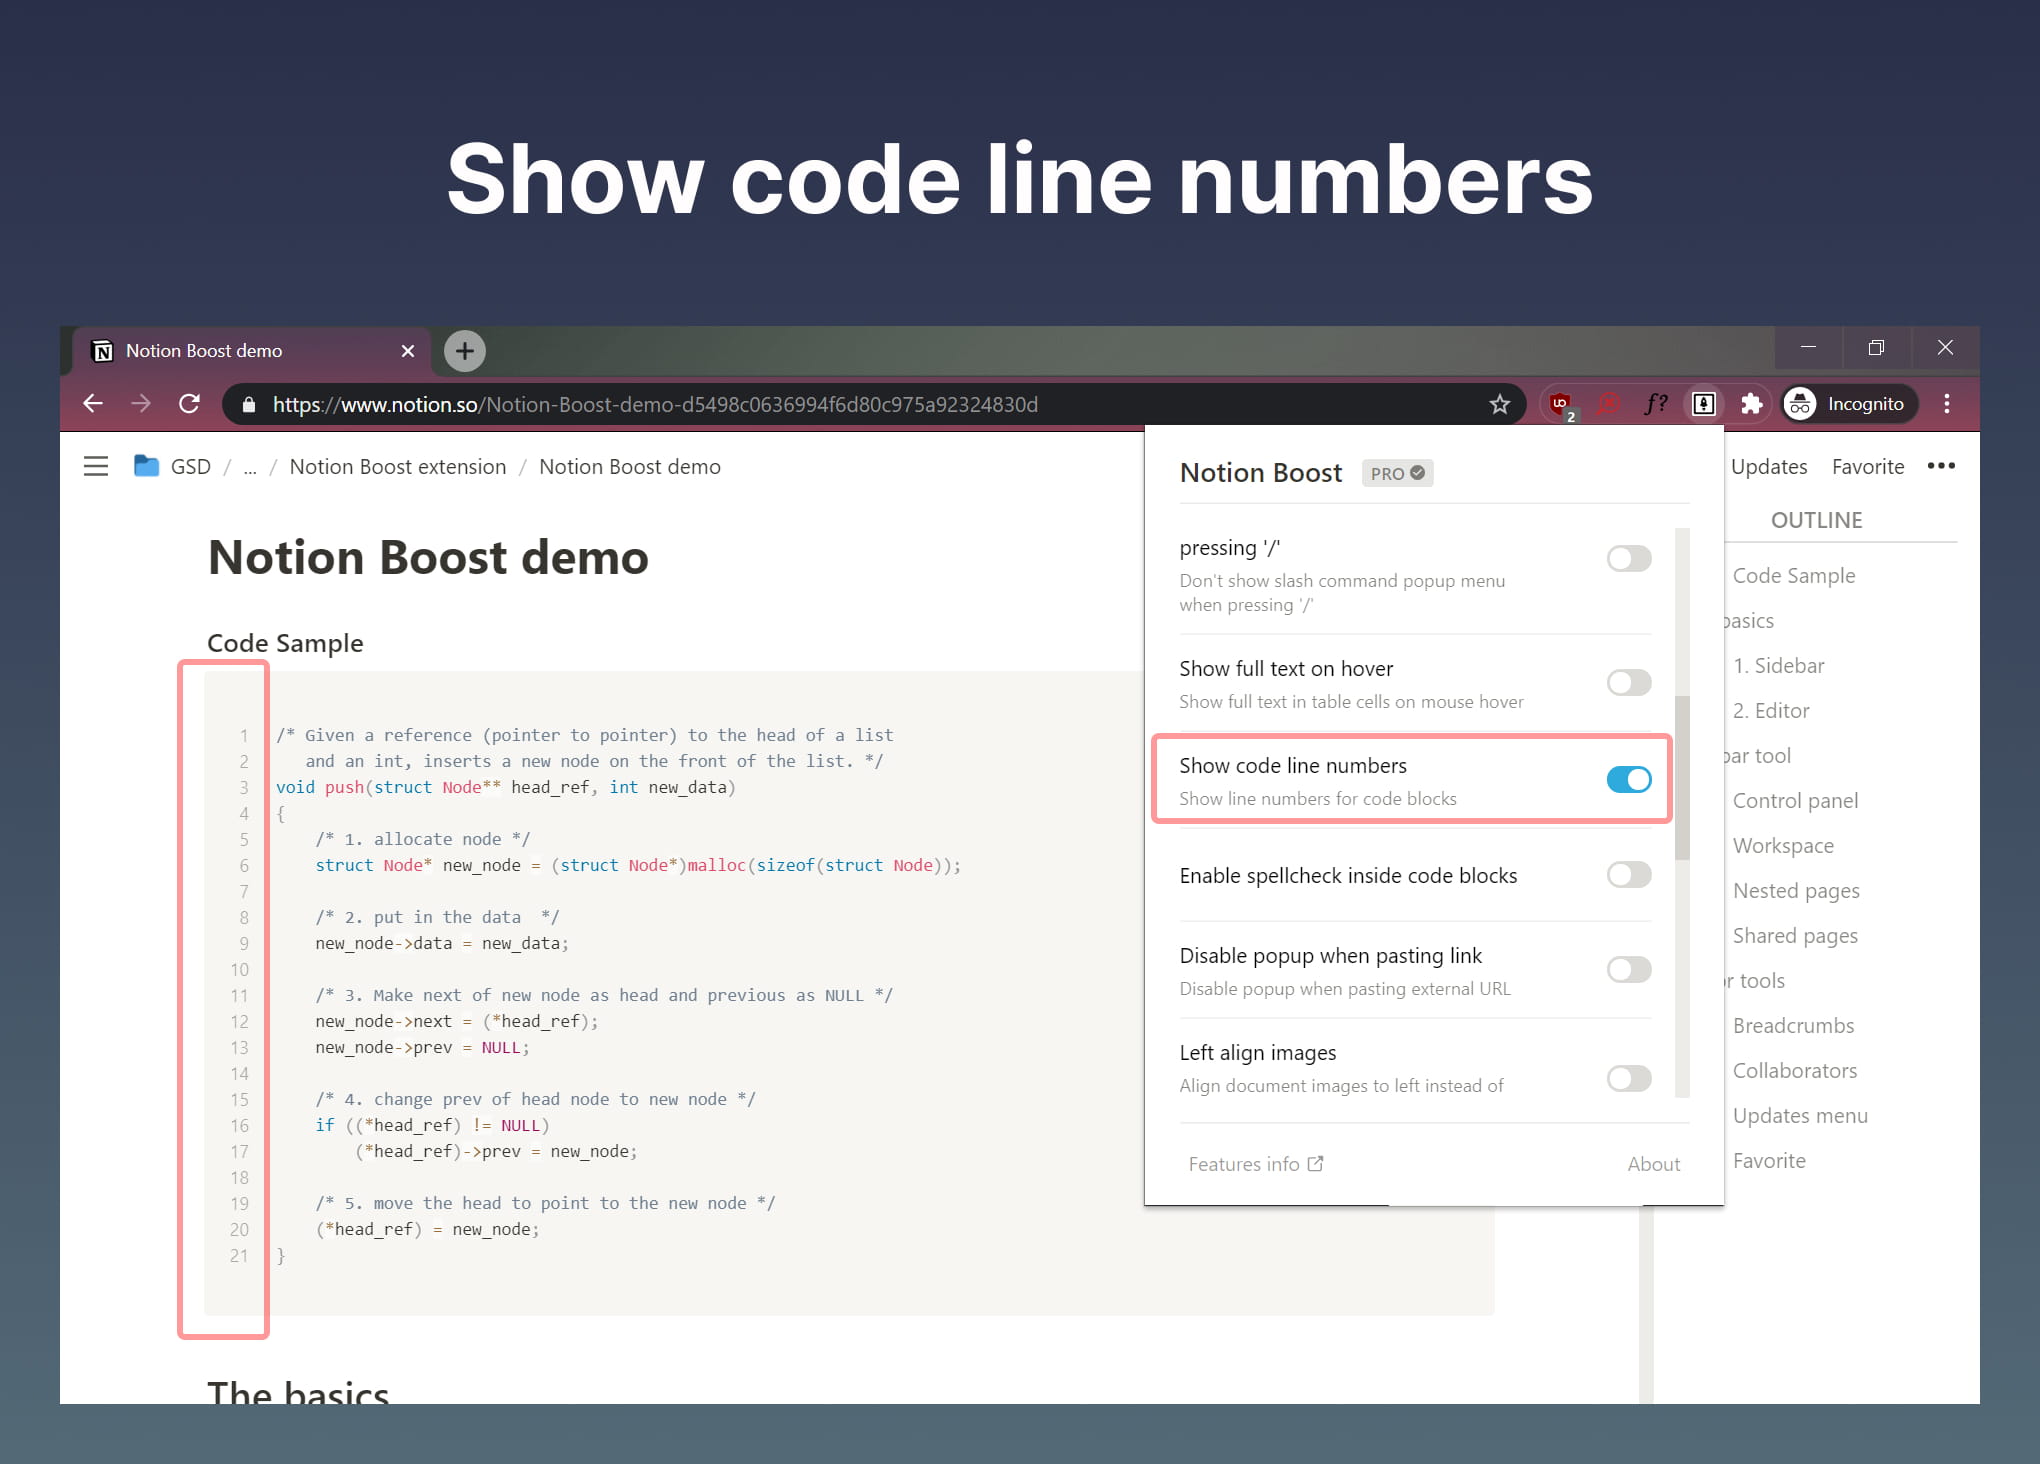 Show code line numbers
Notion Boost demo
https://www.notion.so/Notion-Boost-demo-d5498c0636994f6d80c975a92324830d
2
f?
Incognito
GSD / ... / Notion Boost extension / Notion Boost demo
Updates Favorite •••
Notion Boost demo
Code Sample
1 /* Given a reference (pointer to pointer) to the head of a list
2    and an int, inserts a new node on the front of the list. */
3 void push(struct Node** head_ref, int new_data)
4 {
5     /* 1. allocate node */
6     struct Node* new_node = (struct Node*)malloc(sizeof(struct Node));
7
8     /* 2. put in the data  */
9     new_node->data = new_data;
10
11     /* 3. Make next of new node as head and previous as NULL */
12     new_node->next = (*head_ref);
13     new_node->prev = NULL;
14
15     /* 4. change prev of head node to new node */
16     if ((*head_ref) != NULL)
17         (*head_ref)->prev = new_node;
18
19     /* 5. move the head to point to the new node */
20     (*head_ref) = new_node;
21 }
The basics
Notion Boost PRO
pressing '/'
Don't show slash command popup menu
when pressing '/'
Show full text on hover
Show full text in table cells on mouse hover
Show code line numbers
Show line numbers for code blocks
Enable spellcheck inside code blocks
Disable popup when pasting link
Disable popup when pasting external URL
Left align images
Align document images to left instead of
Features info
About
OUTLINE
Code Sample
basics
1. Sidebar
2. Editor
bar tool
Control panel
Workspace
Nested pages
Shared pages
r tools
Breadcrumbs
Collaborators
Updates menu
Favorite